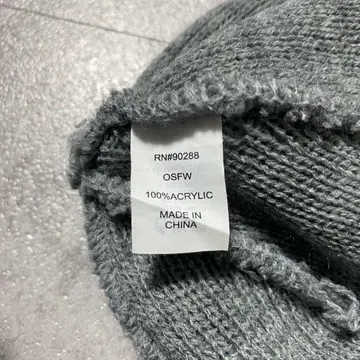 RN#90288
OSFW
100%ACRYLIC
MADE IN
CHINA